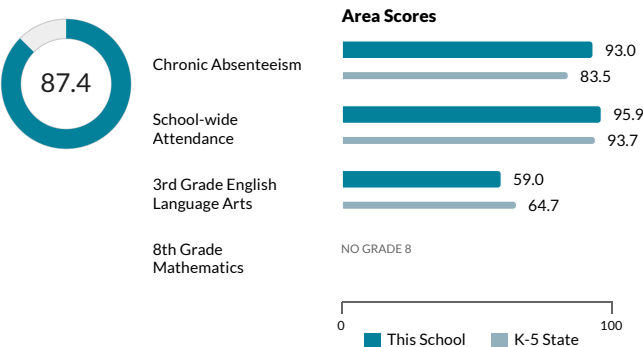 Area Scores
87.4
Chronic Absenteeism
93.0
83.5
School-wide
Attendance
95.9
93.7
3rd Grade English
Language Arts
59.0
64.7
8th Grade
Mathematics
NO GRADE 8
0
100
This School
K-5 State